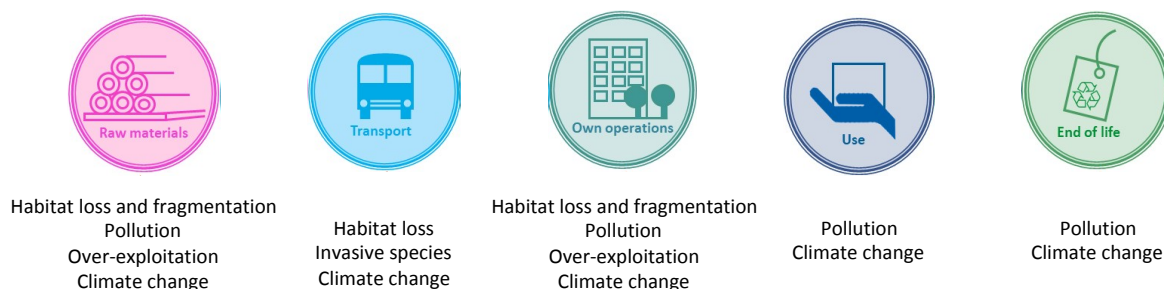 Raw materials
Transport
Own operations
Use
End of life
Habitat loss and fragmentation
Pollution
Over-exploitation
Climate change
Habitat loss
Invasive species
Climate change
Habitat loss and fragmentation
Pollution
Over-exploitation
Climate change
Pollution
Climate change
Pollution
Climate change